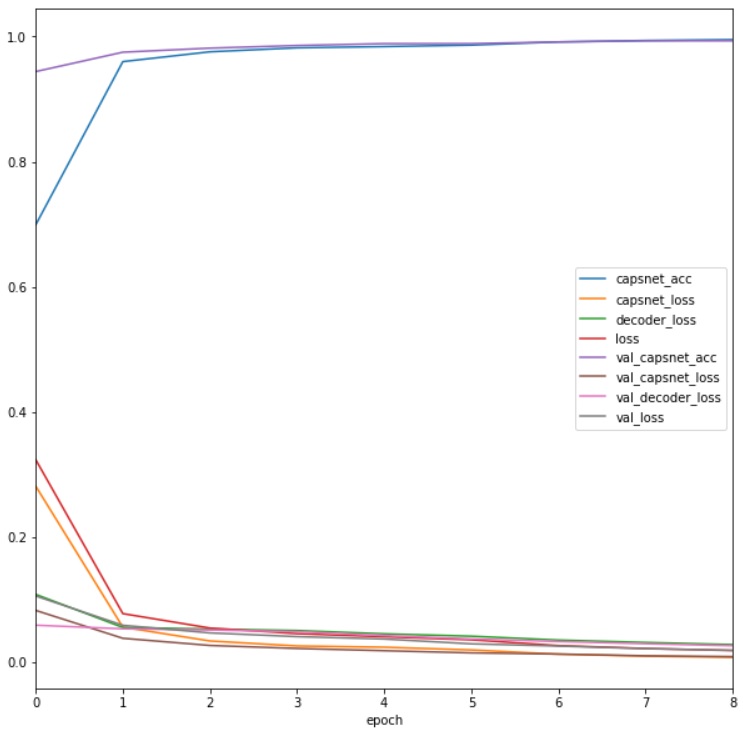 1.0
0.8
0.6
0.4
0.2
0.0
capsnet_acc
capsnet_loss
decoder_loss
loss
val_capsnet_acc
val_capsnet_loss
val_decoder_loss
val_loss
0 1 2 3 4 5 6 7 8
epoch